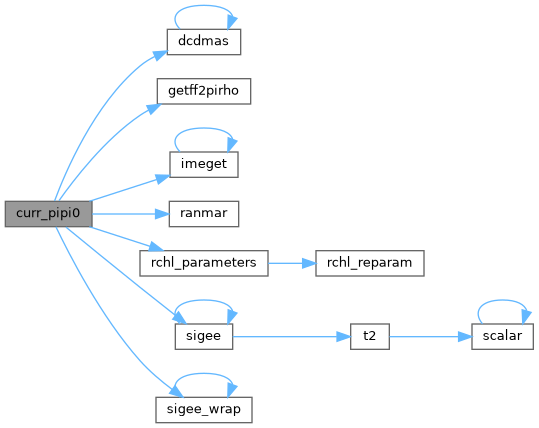 dcdmas
getff2pirho
imeget
curr_pipi0
ranmar
rchl_parameters
rchl_reparam
sigee
t2
scalar
sigee_wrap